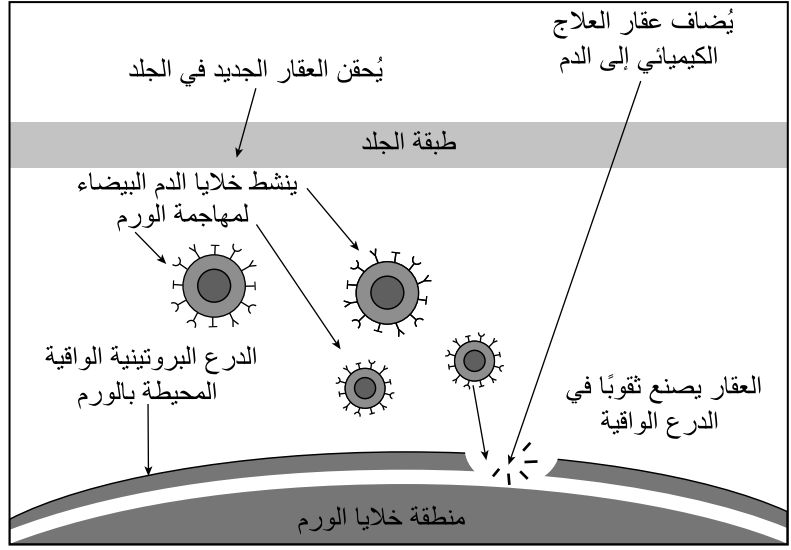 يُضاف عقار العلاج
الكيميائي إلى الدم
يُحقن العقار الجديد في الجلد
طبقة الجلد
ينشط خلايا الدم البيضاء
لمهاجمة الورم
الدرع البروتينية الواقية
المحيطة بالورم
العقار يصنع ثقوبًا في
الدرع الواقية
منطقة خلايا الورم